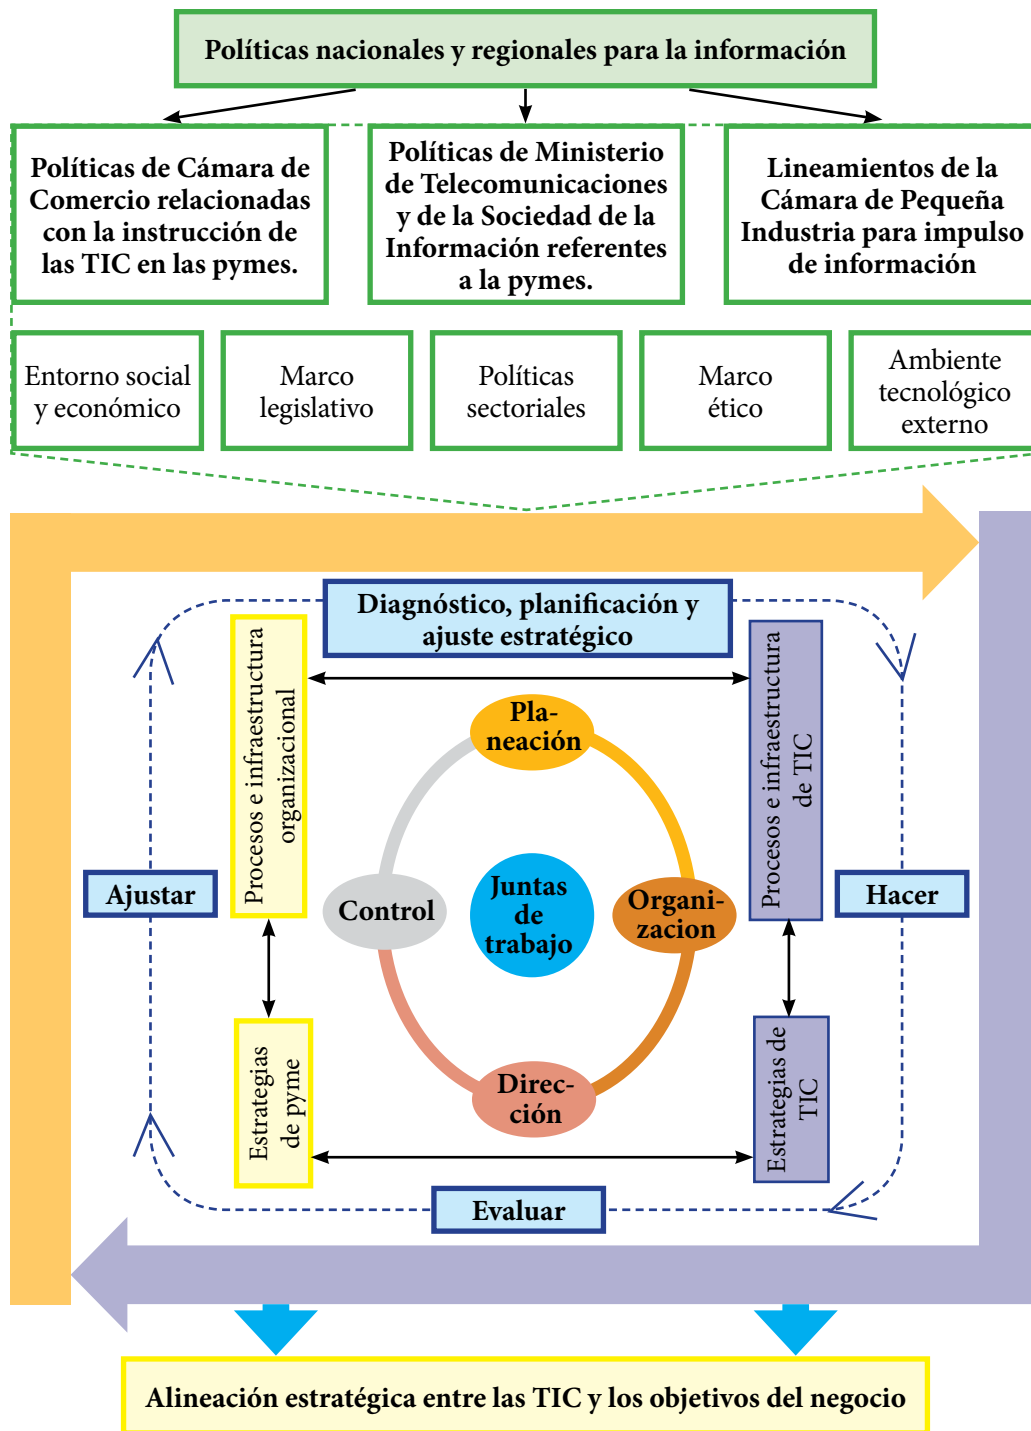 Políticas nacionales y regionales para la información
Políticas de Cámara de
Comercio relacionadas
con la instrucción de
las TIC en las pymes.
Políticas de Ministerio
de Telecomunicaciones
y de la Sociedad de la
Información referentes
a la pymes.
Lineamientos de la
Cámara de Pequeña
Industria para impulso
de información
Entorno social
y económico
Marco
legislativo
Políticas
sectoriales
Marco
ético
Ambiente
tecnológico
externo
Diagnóstico, planificación y
ajuste estratégico
Procesos e infraestructura
organizacional
Procesos e infraestructura
de TIC
Pla-
neación
Ajustar
Control
Juntas
de
trabajo
Organi-
zacion
Hacer
Estrategias
de pyme
Direc-
ción
Estrategias de
TIC
Evaluar
Alineación estratégica entre las TIC y los objetivos del negocio